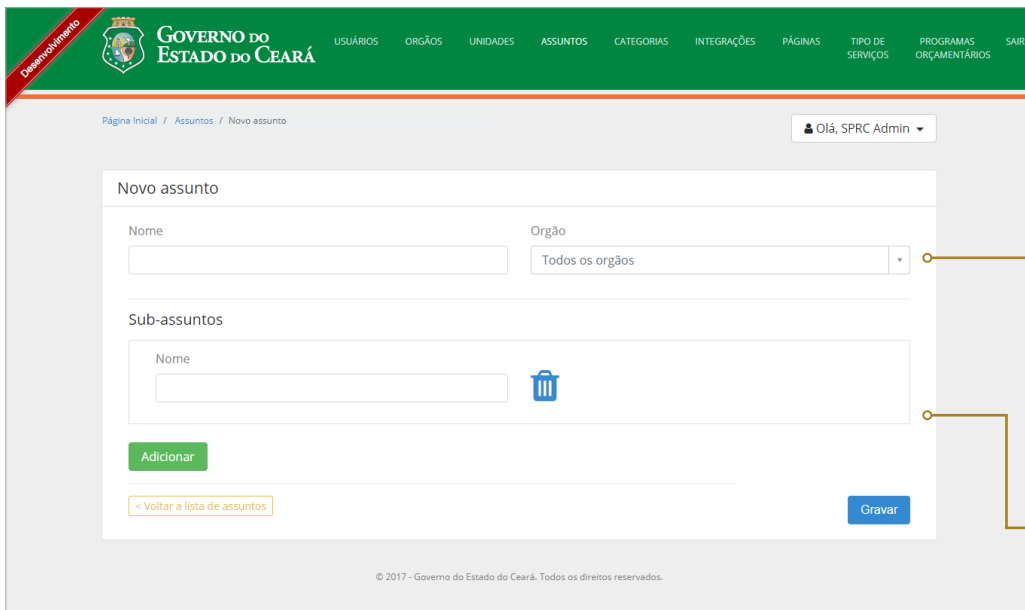 Desenvolvimento
GOVERNO DO
ESTADO DO CEARÁ
USUÁRIOS
ORGÃOS
UNIDADES
ASSUNTOS
CATEGORIAS
INTEGRAÇÕES
PÁGINAS
TIPO DE
SERVIÇOS
PROGRAMAS
ORÇAMENTÁRIOS
SAIR
Página Inicial / Assuntos / Novo assunto
Olá, SPRC Admin
Novo assunto
Nome
Orgão
Todos os orgãos
Sub-assuntos
Nome
Adicionar
< Voltar a lista de assuntos
Gravar
© 2017 - Governo do Estado do Ceará. Todos os direitos reservados.